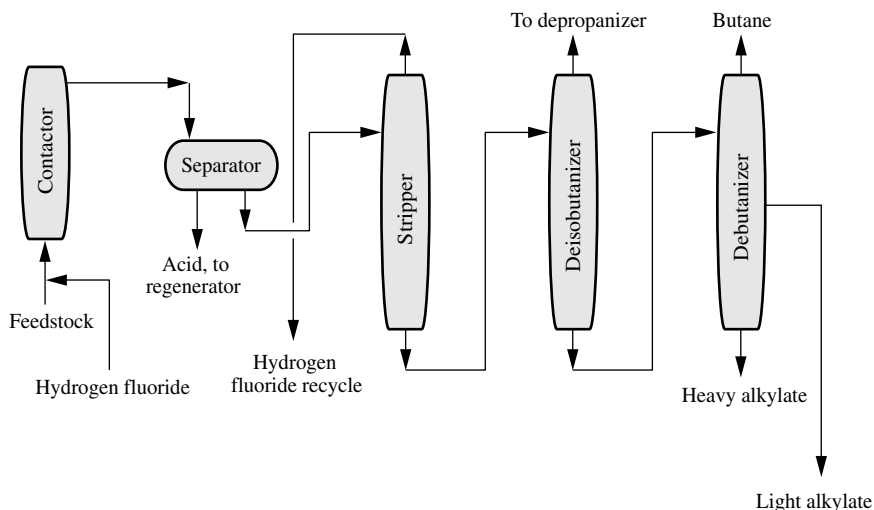 To depropanizer
Butane
Contactor
Separator
Stripper
Deisobutanizer
Debutanizer
Acid, to
regenerator
Feedstock
Hydrogen fluoride
Hydrogen
fluoride recycle
Heavy alkylate
Light alkylate